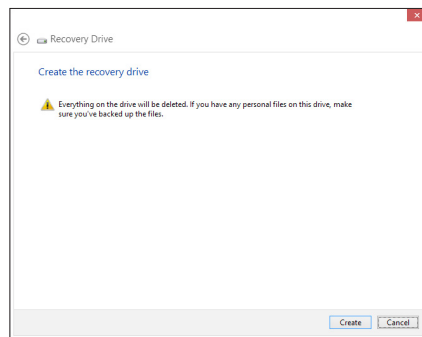 Recovery Drive
Create the recovery drive
Everything on the drive will be deleted. If you have any personal files on this drive, make
sure you've backed up the files.
Create Cancel